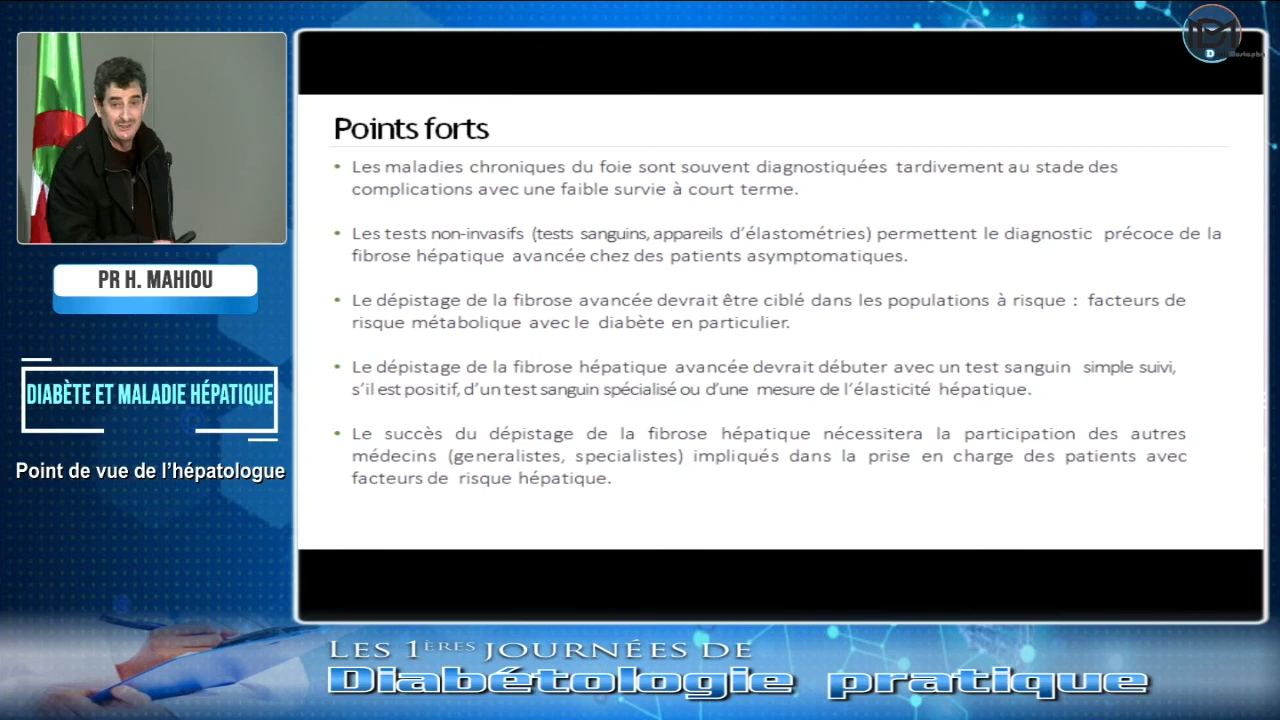 PR H. MAHIOU
DIABÈTE ET MALADIE HÉPATIQUE
Point de vue de l’hépatologue
Points forts
• Les maladies chroniques du foie sont souvent diagnostiquées tardivement au stade des
complications avec une faible survie à court terme.
• Les tests non-invasifs (tests sanguins, appareils d’élastométries) permettent le diagnostic précoce de la
fibrose hépatique avancée chez des patients asymptomatiques.
• Le dépistage de la fibrose avancée devrait être ciblé dans les populations à risque : facteurs de
risque métabolique avec le diabète en particulier.
• Le dépistage de la fibrose hépatique avancée devrait débuter avec un test sanguin simple suivi,
s’il est positif, d’un test sanguin spécialisé ou d’une mesure de l’élasticité hépatique.
• Le succès du dépistage de la fibrose hépatique nécessitera la participation des autres
médecins (generalistes, specialistes) impliqués dans la prise en charge des patients avec
facteurs de risque hépatique.
LES 1ÈRES JOURNÉES DE
Diabétologie pratique